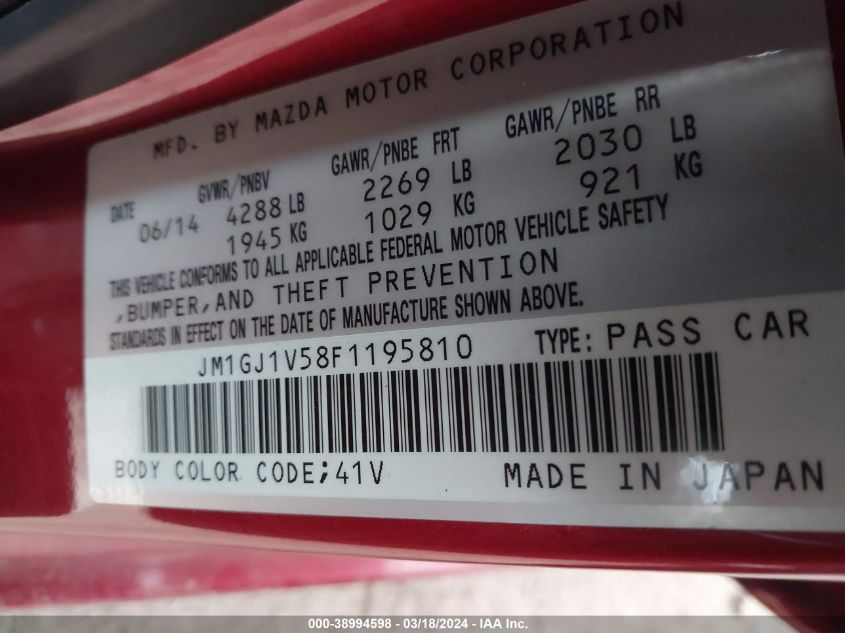 MFD. BY MAZDA MOTOR CORPORATION
DATE GVWR/PNBV GAWR/PNBE FRT GAWR/PNBE RR
06/14 4288 LB 2269 LB 2030 LB
1945 KG 1029 KG 921 KG
THIS VEHICLE CONFORMS TO ALL APPLICABLE FEDERAL MOTOR VEHICLE SAFETY
,BUMPER,AND THEFT PREVENTION
STANDARDS IN EFFECT ON THE DATE OF MANUFACTURE SHOWN ABOVE.
JM1GJ1V58F1195810 TYPE: PASS CAR
BODY COLOR CODE;41V MADE IN JAPAN
000-38994598 - 03/18/2024 - IAA Inc.